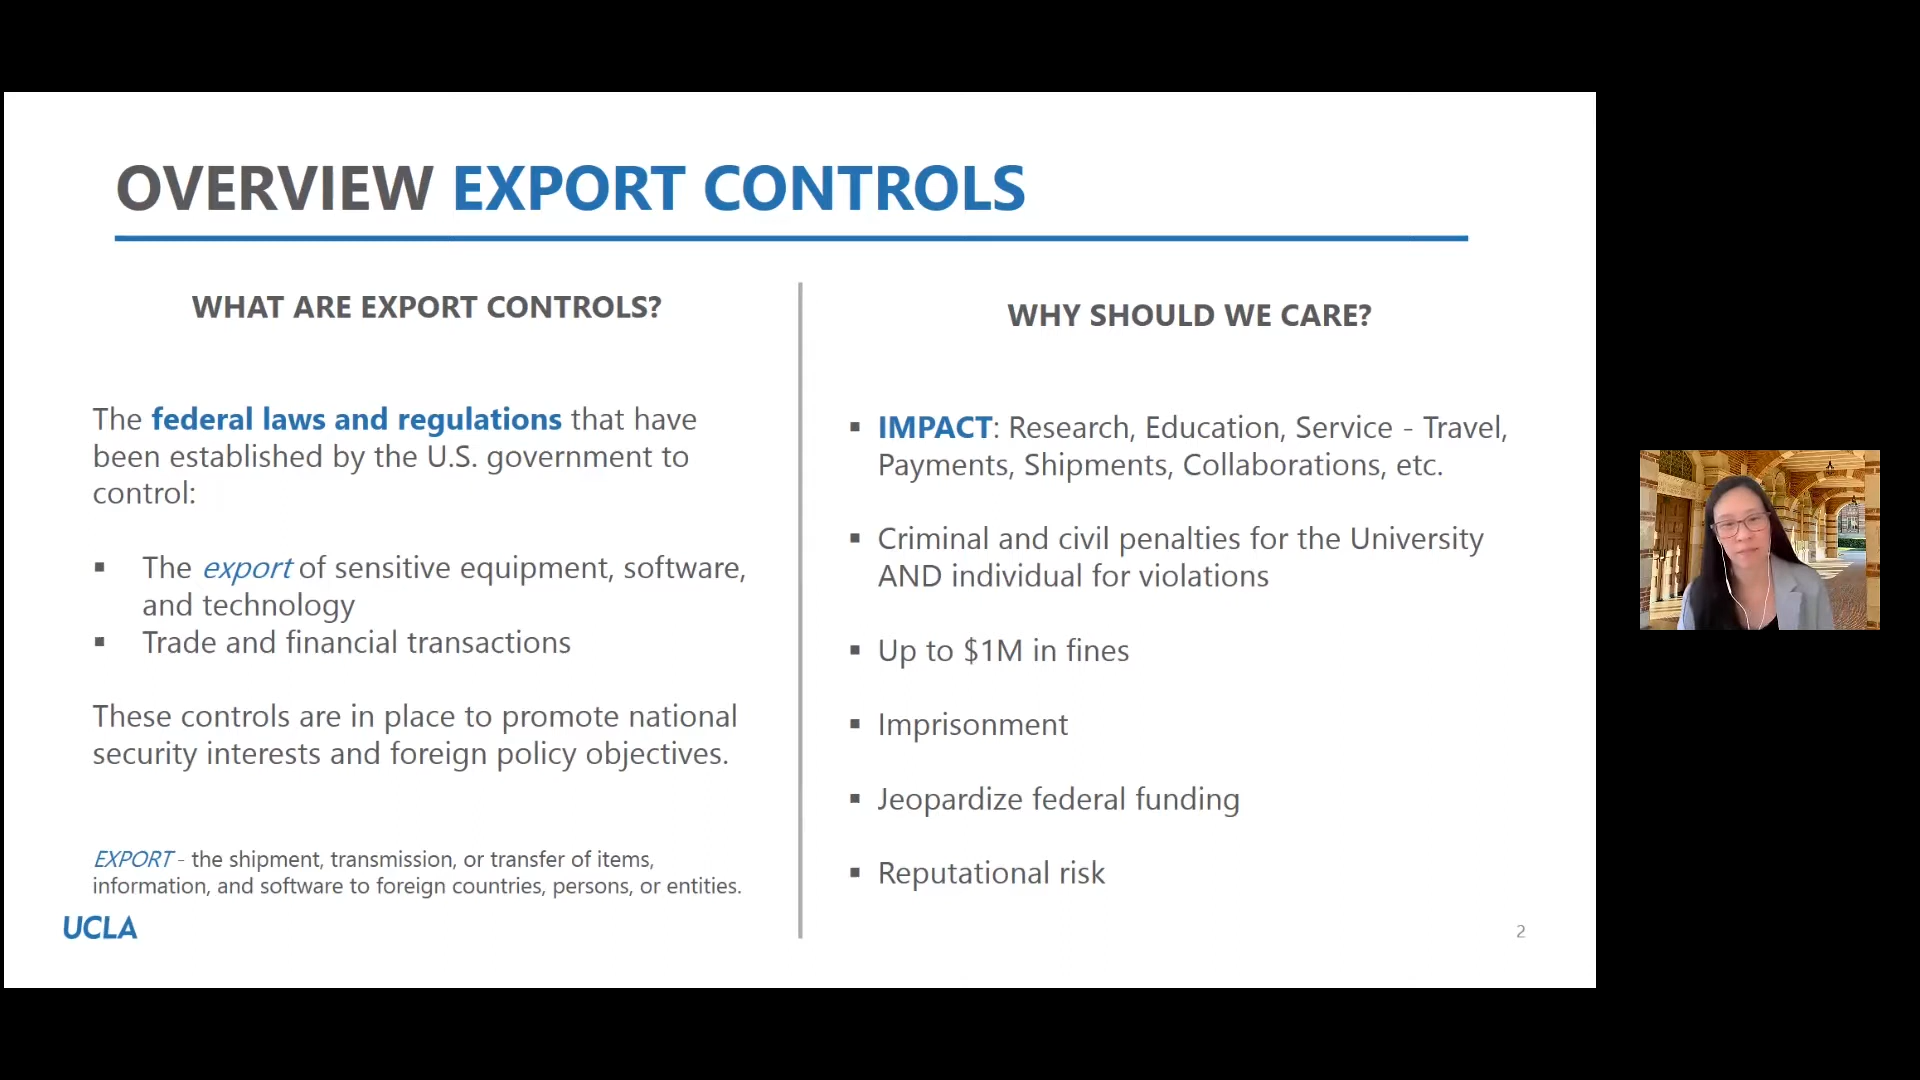 OVERVIEW EXPORT CONTROLS
WHAT ARE EXPORT CONTROLS?
The federal laws and regulations that have
been established by the U.S. government to
control:
▪ The export of sensitive equipment, software,
and technology
▪ Trade and financial transactions
These controls are in place to promote national
security interests and foreign policy objectives.
EXPORT - the shipment, transmission, or transfer of items,
information, and software to foreign countries, persons, or entities.
UCLA
WHY SHOULD WE CARE?
▪ IMPACT: Research, Education, Service - Travel,
Payments, Shipments, Collaborations, etc.
▪ Criminal and civil penalties for the University
AND individual for violations
▪ Up to $1M in fines
▪ Imprisonment
▪ Jeopardize federal funding
▪ Reputational risk
2